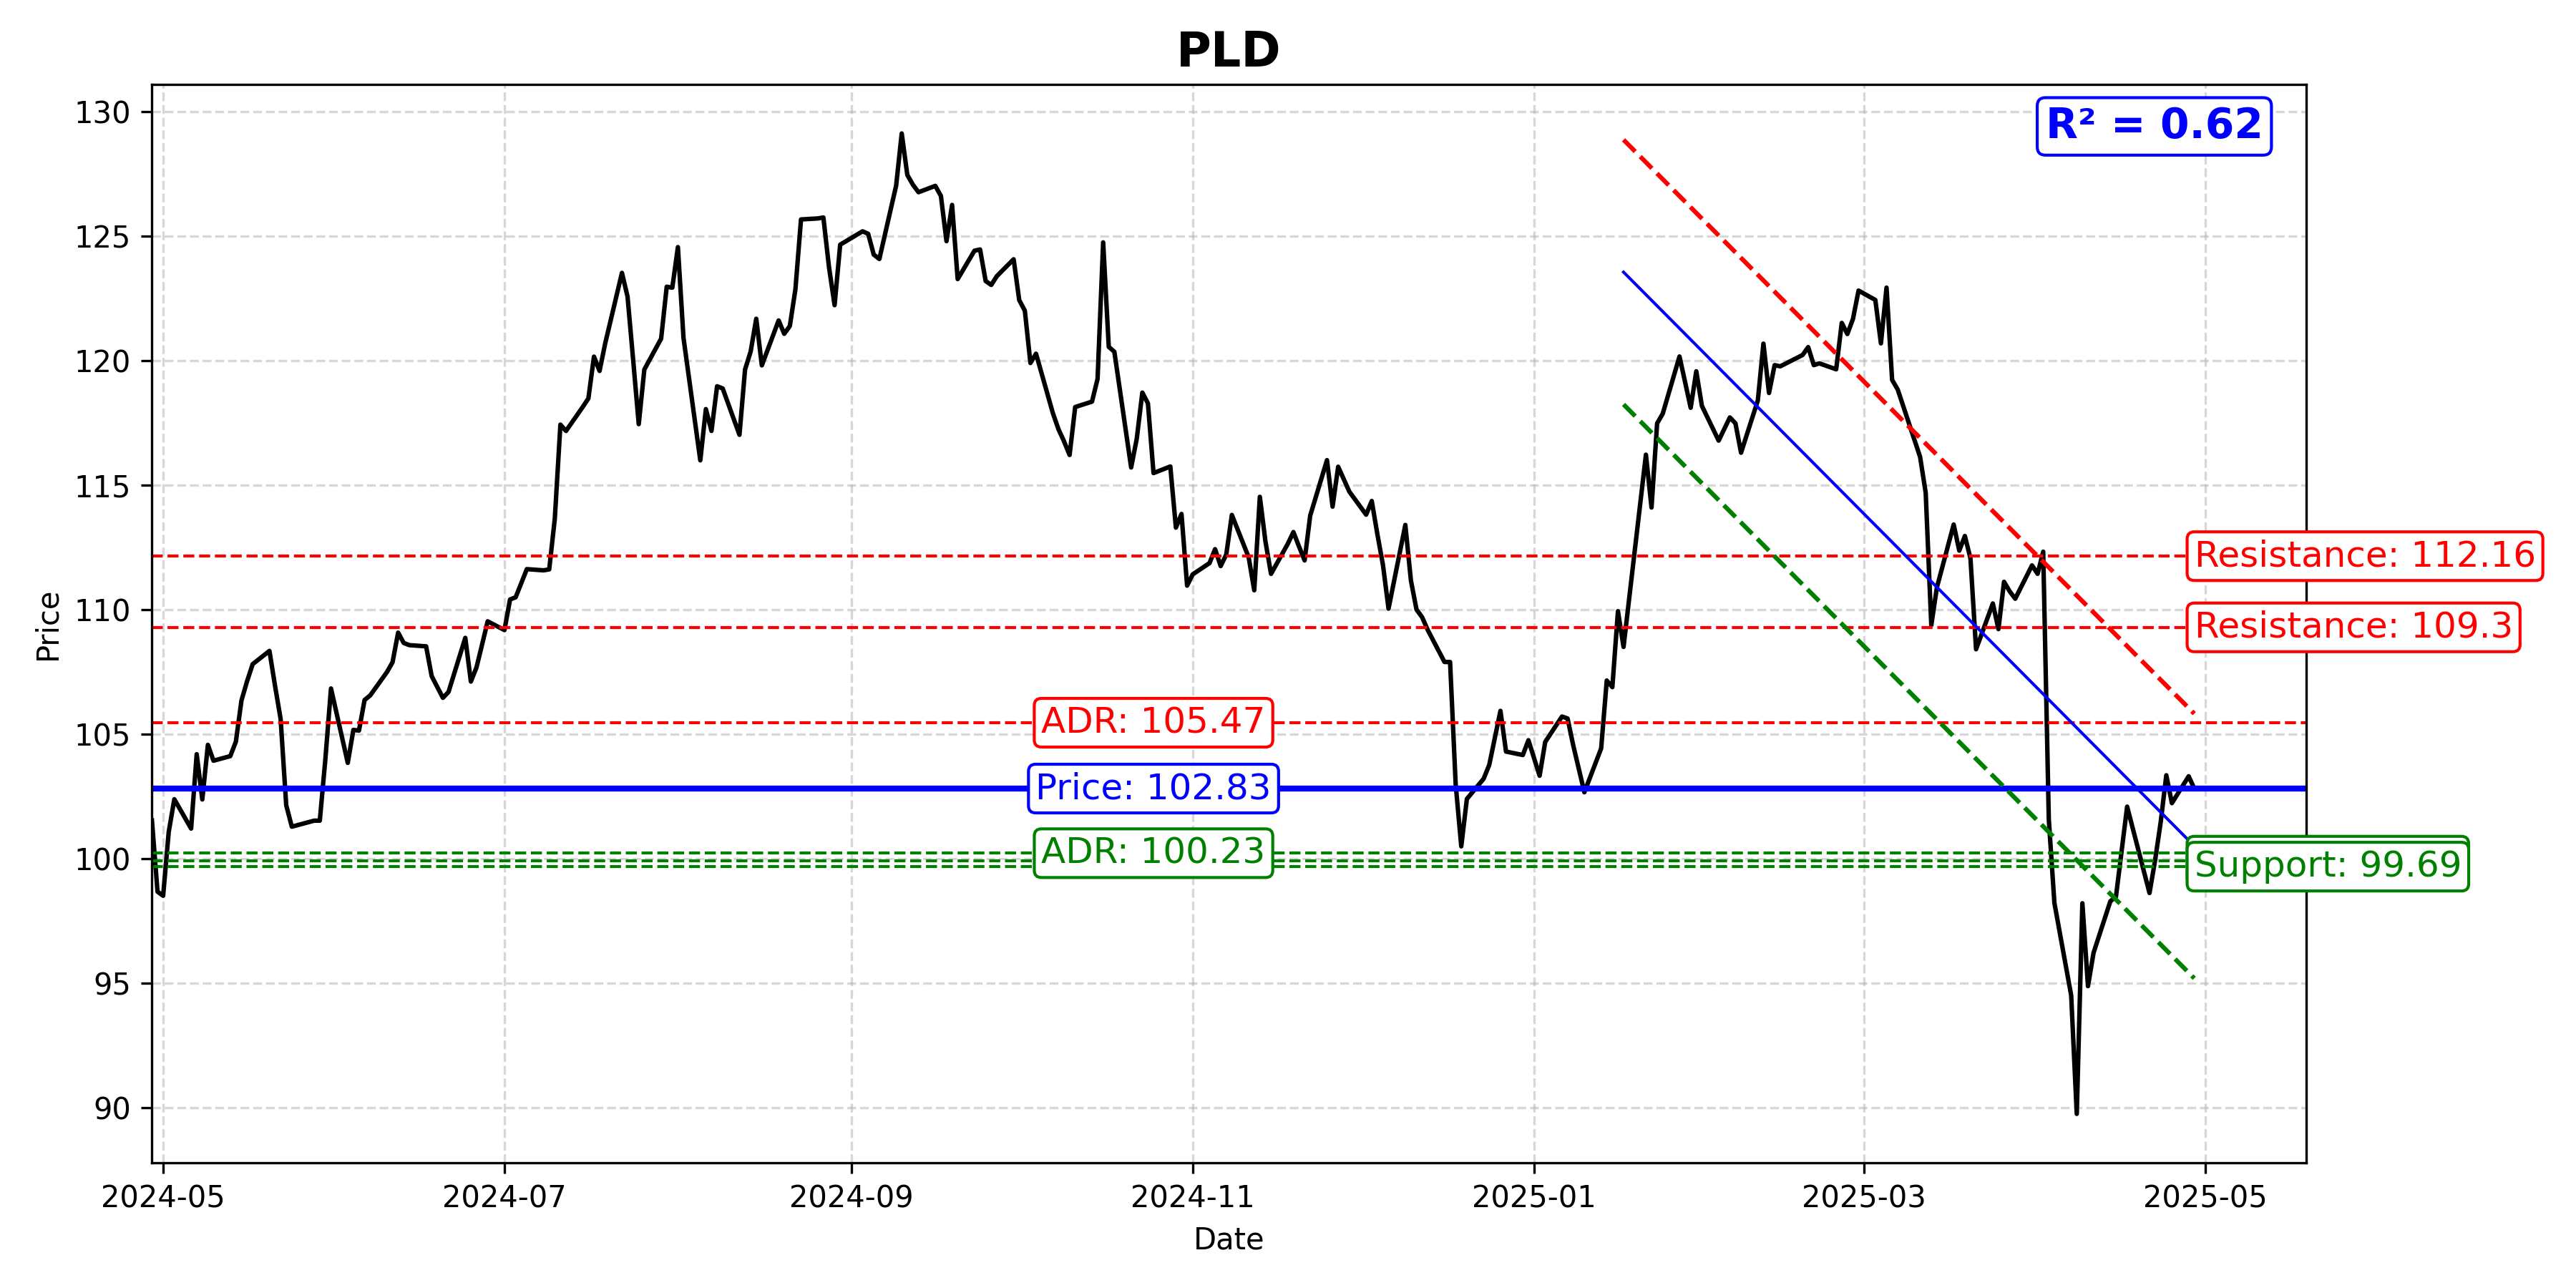 PLD
R² = 0.62
130
125
120
115
110
105
100
95
90
Price
Resistance: 112.16
Resistance: 109.3
ADR: 105.47
Price: 102.83
ADR: 100.23
Support: 99.69
2024-05
2024-07
2024-09
2024-11
2025-01
2025-03
2025-05
Date